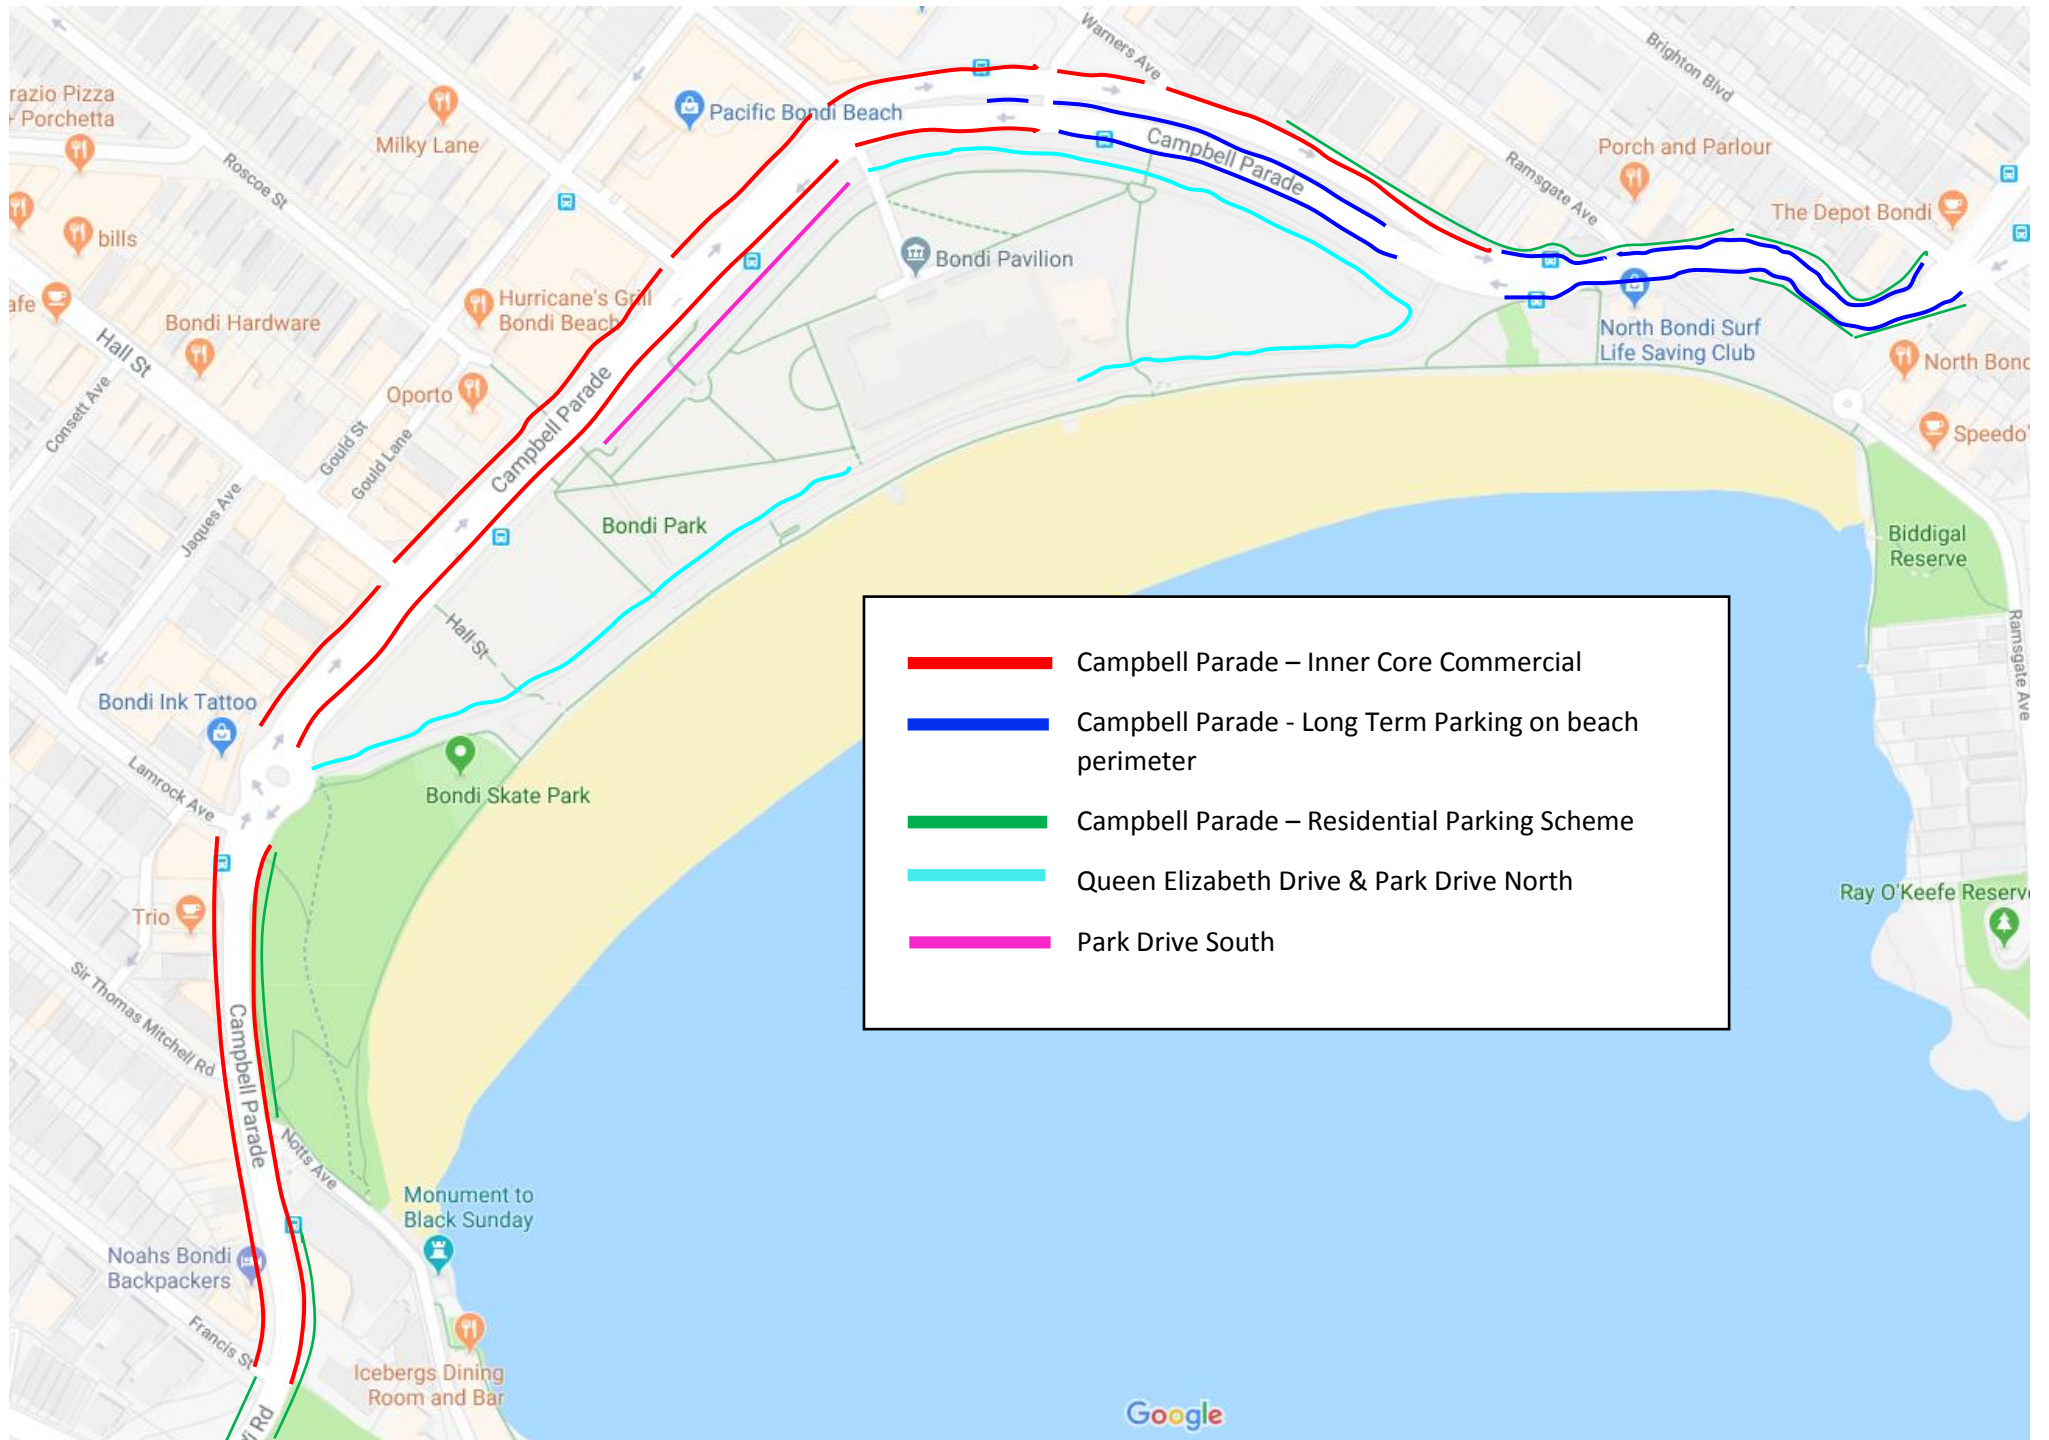 Warners Ave
Brighton Blvd
razio Pizza
Porchetta
Pacific Bondi Beach
Milky Lane
Campbell Parade
Porch and Parlour
Roscoe St
Ramsgate Ave
The Depot Bondi
bills
Bondi Pavilion
Hurricane's Grill
Bondi Beach
afe
Bondi Hardware
Hall St
North Bondi Surf
Life Saving Club
North Bond
Consett Ave
Oporto
Campbell Parade
Gould St
Gould Lane
Speedo'
Jaques Ave
Bondi Park
Biddigal
Reserve
Hall St
Ramsgate Ave
Campbell Parade – Inner Core Commercial
Campbell Parade - Long Term Parking on beach
perimeter
Campbell Parade – Residential Parking Scheme
Queen Elizabeth Drive & Park Drive North
Park Drive South
Bondi Ink Tattoo
Lamrock Ave
Bondi Skate Park
Trio
Ray O'Keefe Reserve
Sir Thomas Mitchell Rd
Campbell Parade
Notts Ave
Monument to
Black Sunday
Noahs Bondi
Backpackers
Francis St
Icebergs Dining
Room and Bar
di Rd
Google